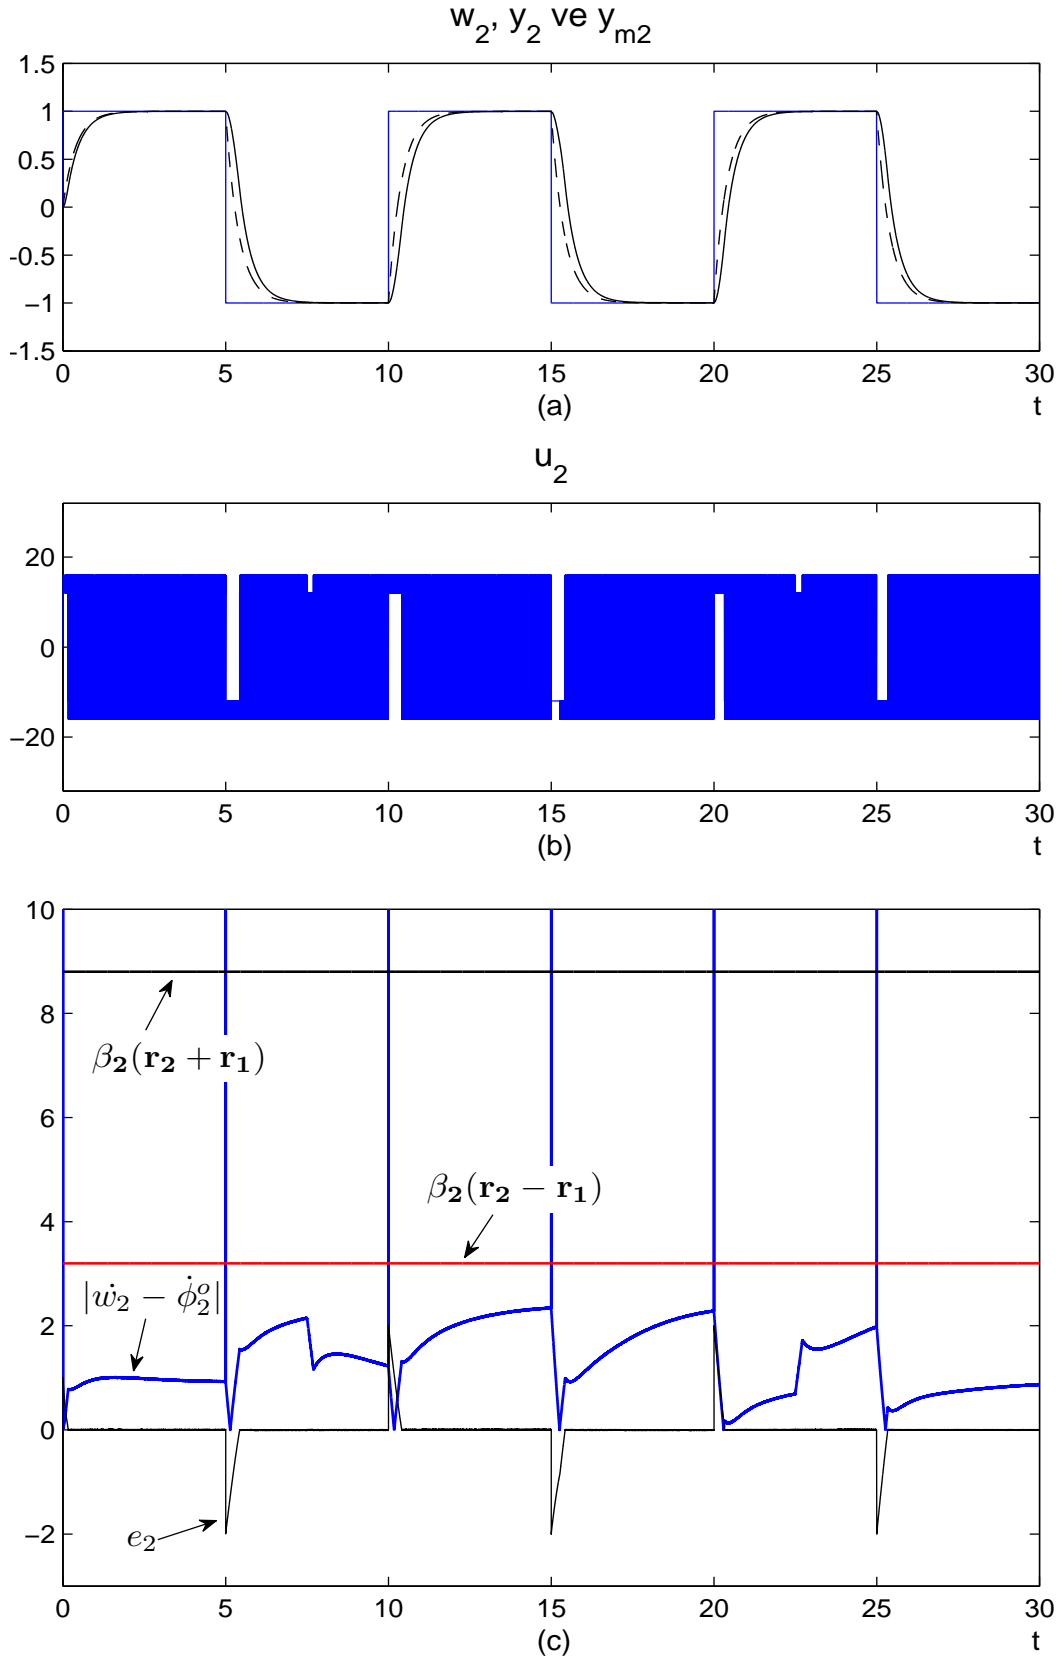 w₂, y₂ ve yₘ₂
1.5
1
0.5
0
-0.5
−1
-1.5
0 5 10 15 20 25 30
(a) t
u₂
20
0
−20
0 5 10 15 20 25 30
(b) t
10
8
β₂(r₂ + r₁)
6
4
β₂(r₂ − r₁)
|ẇ₂ − φ̇₂ᵒ|
2
0
−2
e₂
0 5 10 15 20 25 30
(c) t